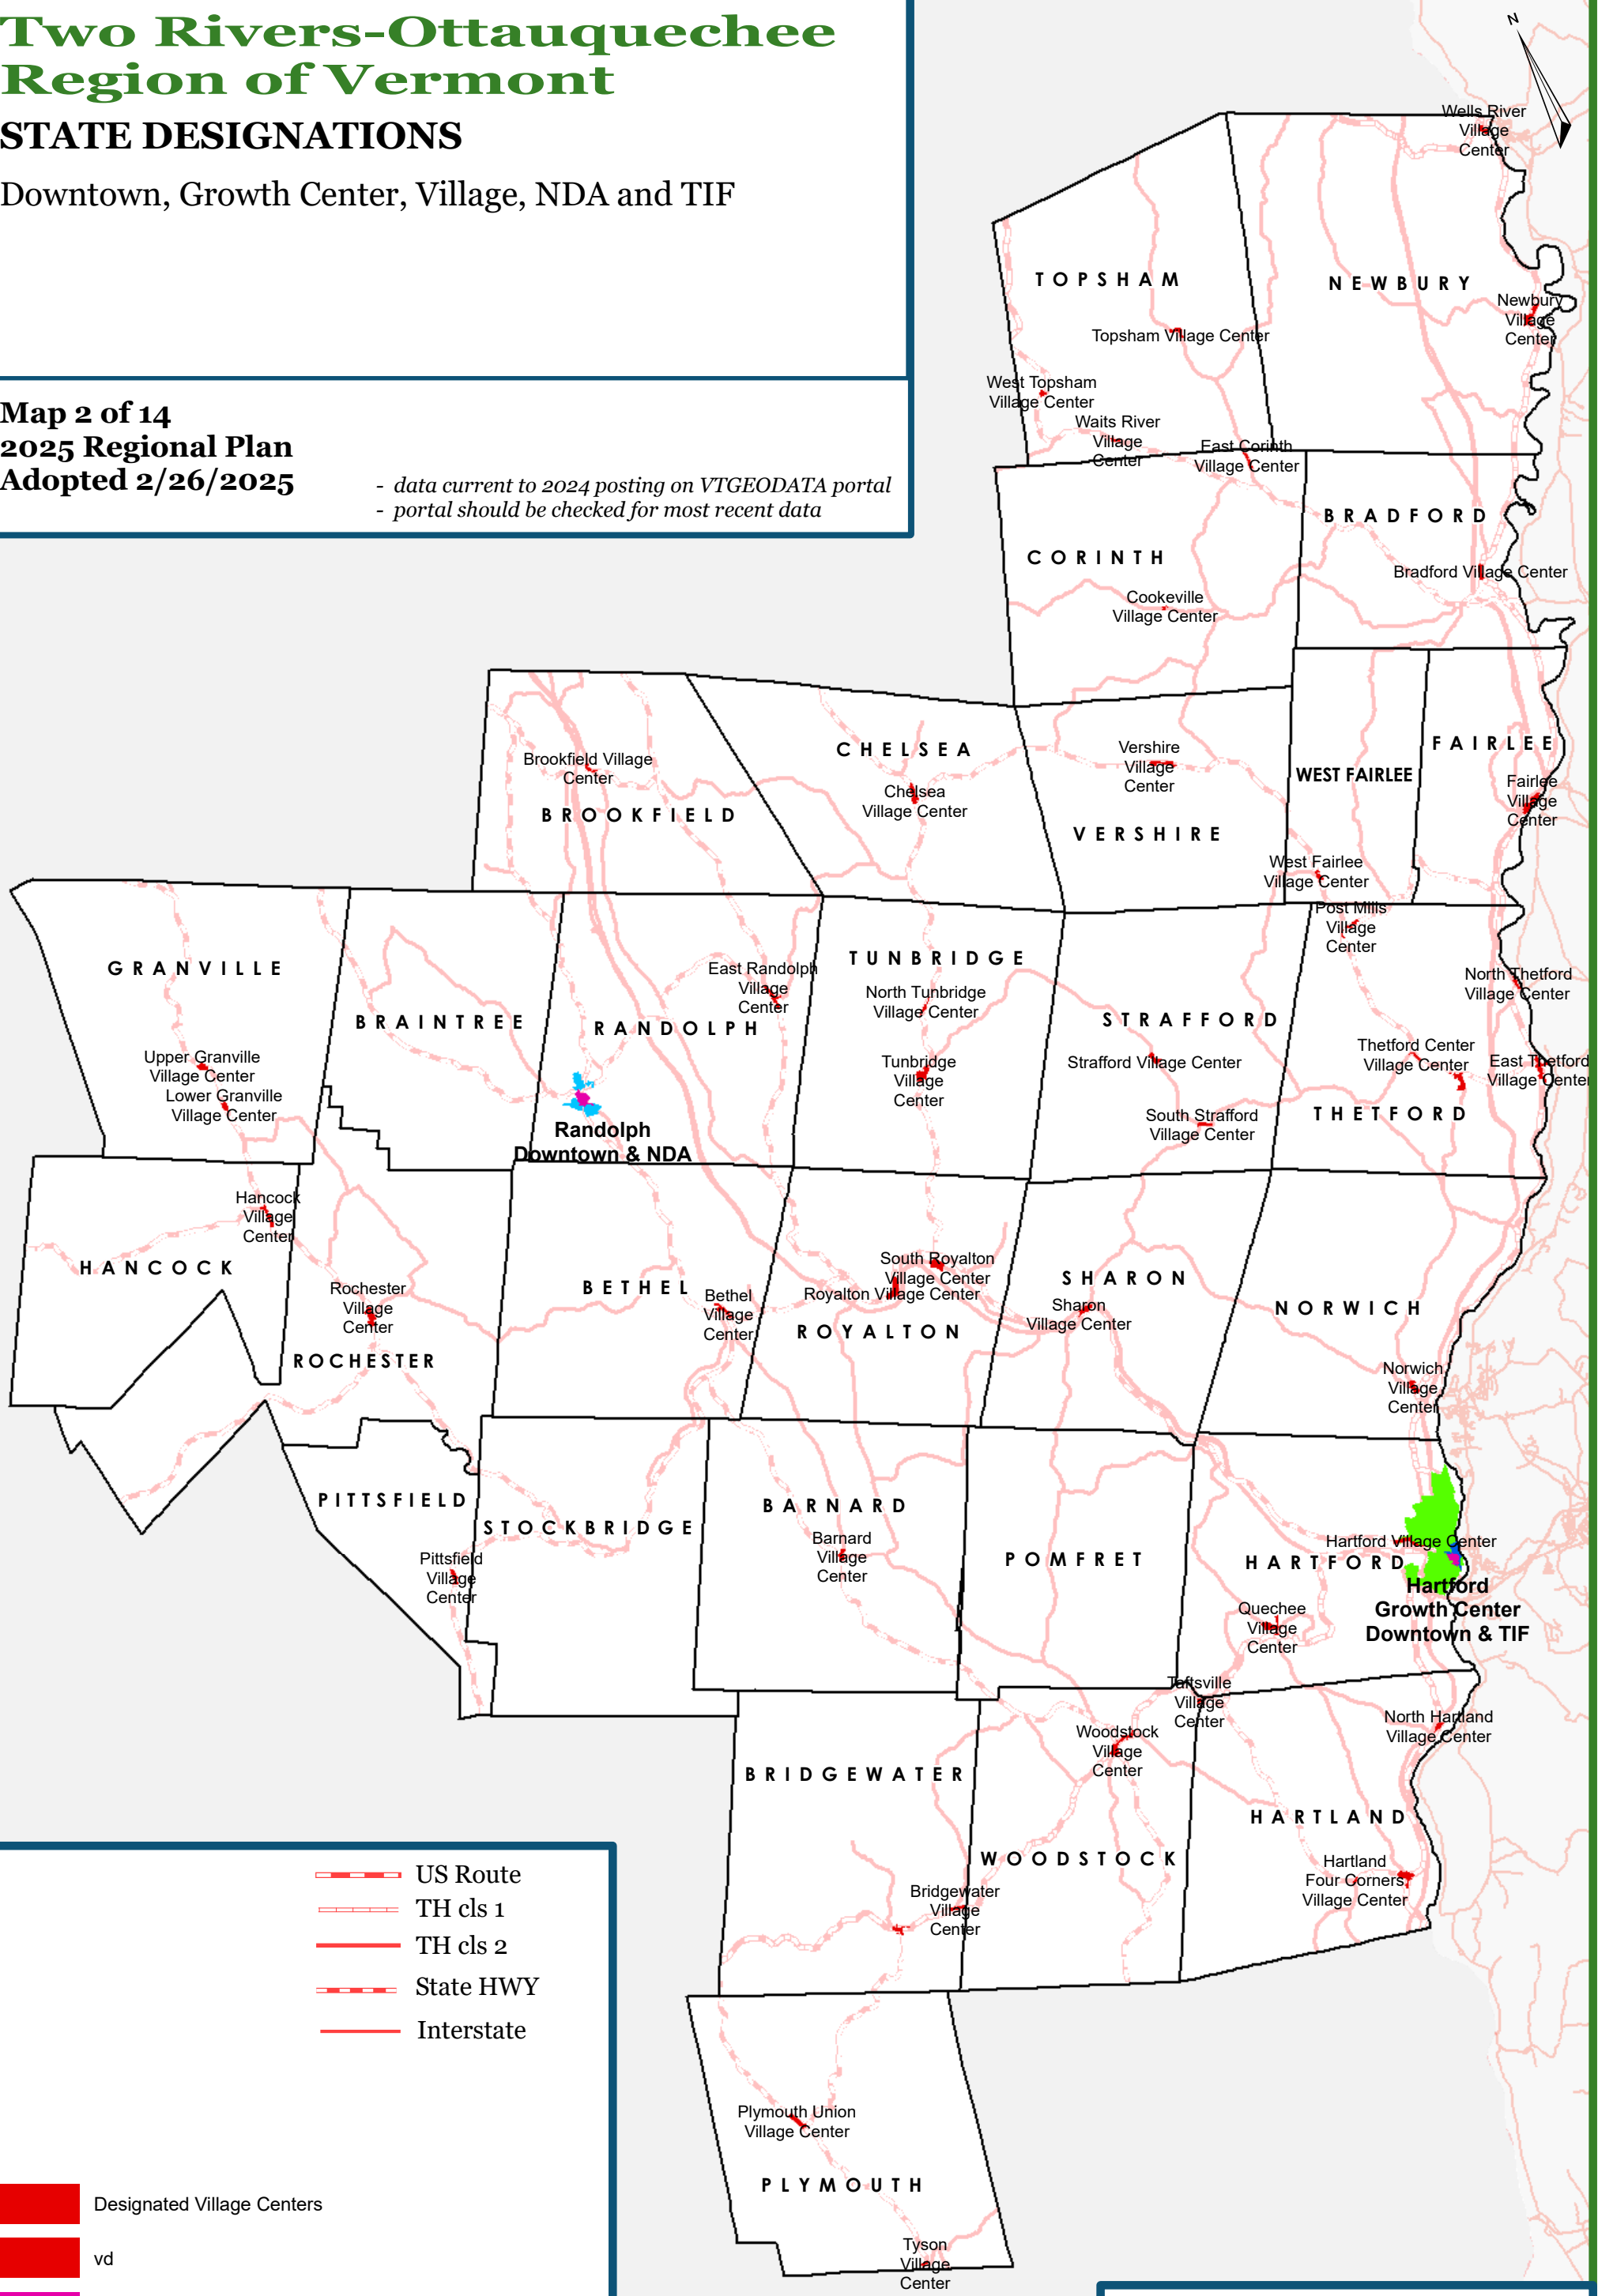 Two Rivers-Ottauquechee
Region of Vermont
STATE DESIGNATIONS
Downtown, Growth Center, Village, NDA and TIF
Map 2 of 14
2025 Regional Plan
Adopted 2/26/2025
- data current to 2024 posting on VTGEODATA portal
- portal should be checked for most recent data
N
Wells River
Village
Center
TOPSHAM
NEWBURY
Newbury
Village
Center
Topsham Village Center
West Topsham
Village Center
Waits River
Village
Center
East Corinth
Village Center
BRADFORD
CORINTH
Bradford Village Center
Cookeville
Village Center
CHELSEA
Vershire
Village
Center
FAIRLEE
WEST FAIRLEE
Brookfield Village
Center
Chelsea
Village Center
Fairlee
Village
Center
BROOKFIELD
VERSHIRE
West Fairlee
Village Center
Post Mills
Village
Center
GRANVILLE
TUNBRIDGE
East Randolph
Village
Center
North Tunbridge
Village Center
North Thetford
Village Center
BRAINTREE
RANDOLPH
STRAFFORD
Upper Granville
Village Center
Lower Granville
Village Center
Tunbridge
Village
Center
Strafford Village Center
Thetford Center
Village Center
East Thetford
Village Center
South Strafford
Village Center
THETFORD
Randolph
Downtown & NDA
Hancock
Village
Center
HANCOCK
Rochester
Village
Center
BETHEL
Bethel
Village
Center
South Royalton
Village Center
Royalton Village Center
SHARON
Sharon
Village Center
NORWICH
ROYALTON
ROCHESTER
Norwich
Village
Center
PITTSFIELD
STOCKBRIDGE
BARNARD
Barnard
Village
Center
Pittsfield
Village
Center
POMFRET
Hartford Village Center
HARTFORD
Hartford
Growth Center
Downtown & TIF
Quechee
Village
Center
Taftsville
Village
Center
North Hartland
Village Center
Woodstock
Village
Center
BRIDGEWATER
HARTLAND
WOODSTOCK
Hartland
Four Corners
Village Center
Bridgewater
Village
Center
US Route
TH cls 1
TH cls 2
State HWY
Interstate
Plymouth Union
Village Center
PLYMOUTH
Designated Village Centers
vd
Tyson
Village
Center